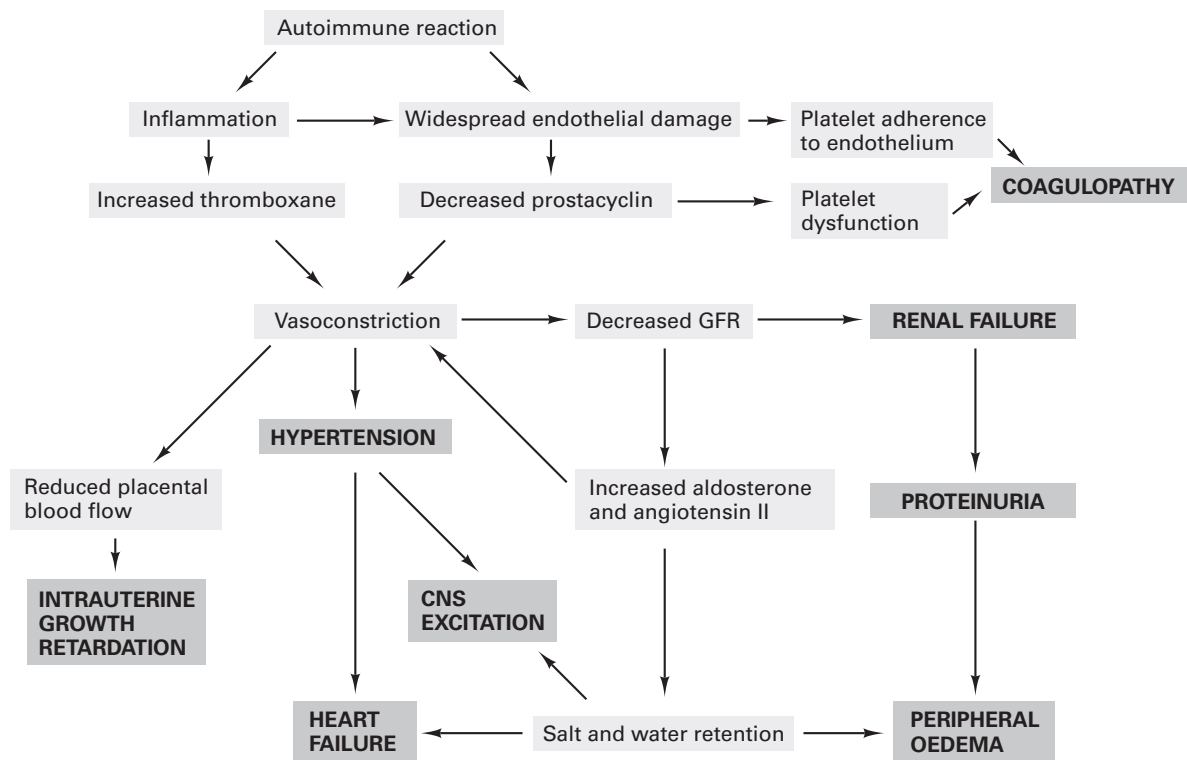 Autoimmune reaction
Inflammation
Widespread endothelial damage
Platelet adherence
to endothelium
COAGULOPATHY
Increased thromboxane
Decreased prostacyclin
Platelet
dysfunction
Vasoconstriction
Decreased GFR
RENAL FAILURE
HYPERTENSION
Reduced placental
blood flow
Increased aldosterone
and angiotensin II
PROTEINURIA
INTRAUTERINE
GROWTH
RETARDATION
CNS
EXCITATION
HEART
FAILURE
Salt and water retention
PERIPHERAL
OEDEMA